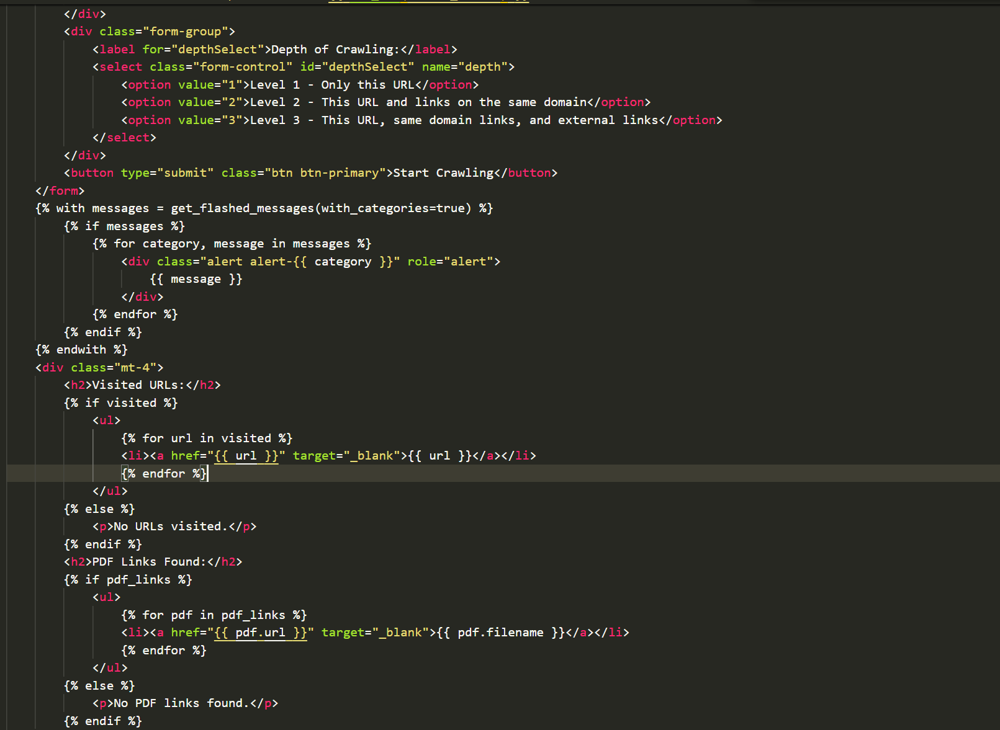 </div>
<div class="form-group">
<label for="depthSelect">Depth of Crawling:</label>
<select class="form-control" id="depthSelect" name="depth">
<option value="1">Level 1 - Only this URL</option>
<option value="2">Level 2 - This URL and links on the same domain</option>
<option value="3">Level 3 - This URL, same domain links, and external links</option>
</select>
</div>
<button type="submit" class="btn btn-primary">Start Crawling</button>
</form>
{% with messages = get_flashed_messages(with_categories=true) %}
{% if messages %}
{% for category, message in messages %}
<div class="alert alert-{{ category }}" role="alert">
{{ message }}
</div>
{% endfor %}
{% endif %}
{% endwith %}
<div class="mt-4">
<h2>Visited URLs:</h2>
{% if visited %}
<ul>
{% for url in visited %}
<li><a href="{{ url }}" target="_blank">{{ url }}</a></li>
{% endfor %}
</ul>
{% else %}
<p>No URLs visited.</p>
{% endif %}
<h2>PDF Links Found:</h2>
{% if pdf_links %}
<ul>
{% for pdf in pdf_links %}
<li><a href="{{ pdf.url }}" target="_blank">{{ pdf.filename }}</a></li>
{% endfor %}
</ul>
{% else %}
<p>No PDF links found.</p>
{% endif %}